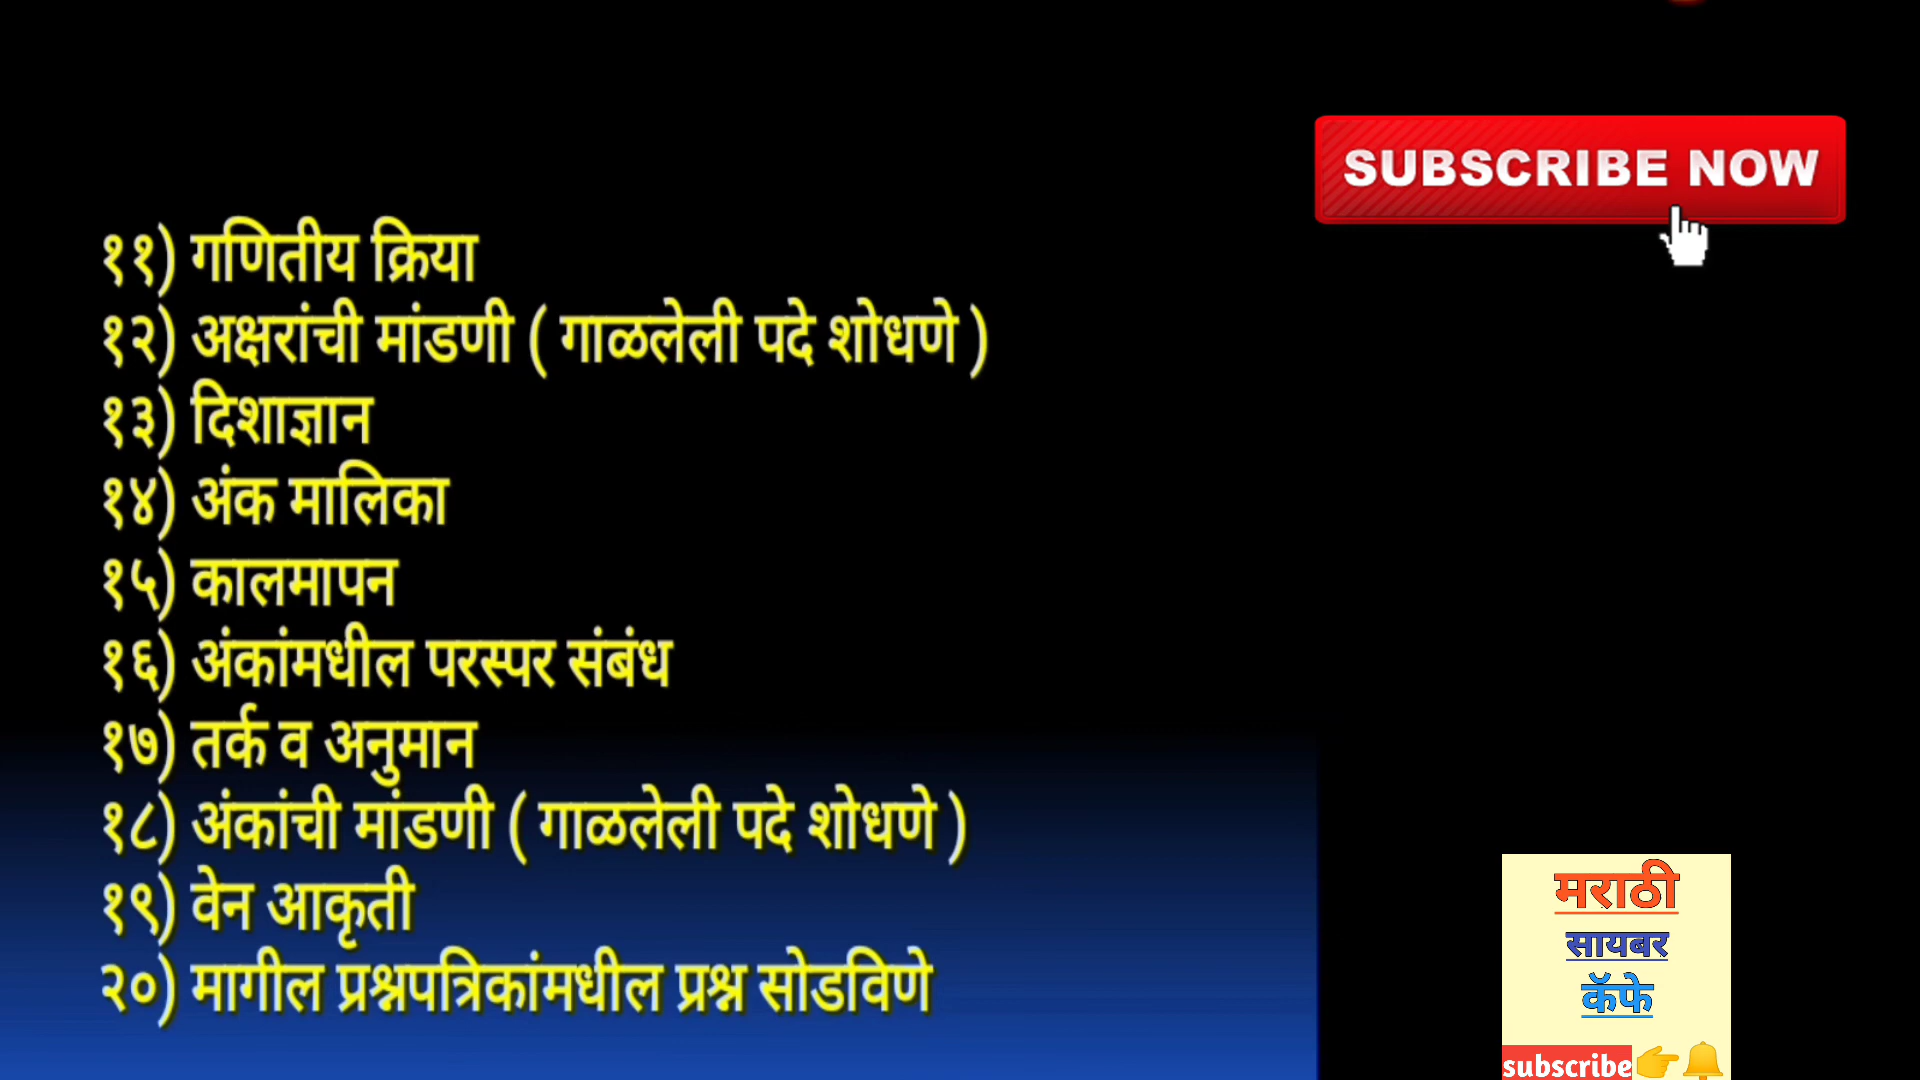 SUBSCRIBE NOW
११) गणितीय क्रिया
१२) अक्षरांची मांडणी ( गाळलेली पदे शोधणे )
१३) दिशाज्ञान
१४) अंक मालिका
१५) कालमापन
१६) अंकांमधील परस्पर संबंध
१७) तर्क व अनुमान
१८) अंकांची मांडणी ( गाळलेली पदे शोधणे )
१९) वेन आकृती
२०) मागील प्रश्नपत्रिकांमधील प्रश्न सोडविणे
मराठी
सायबर
कॅफे
subscribe